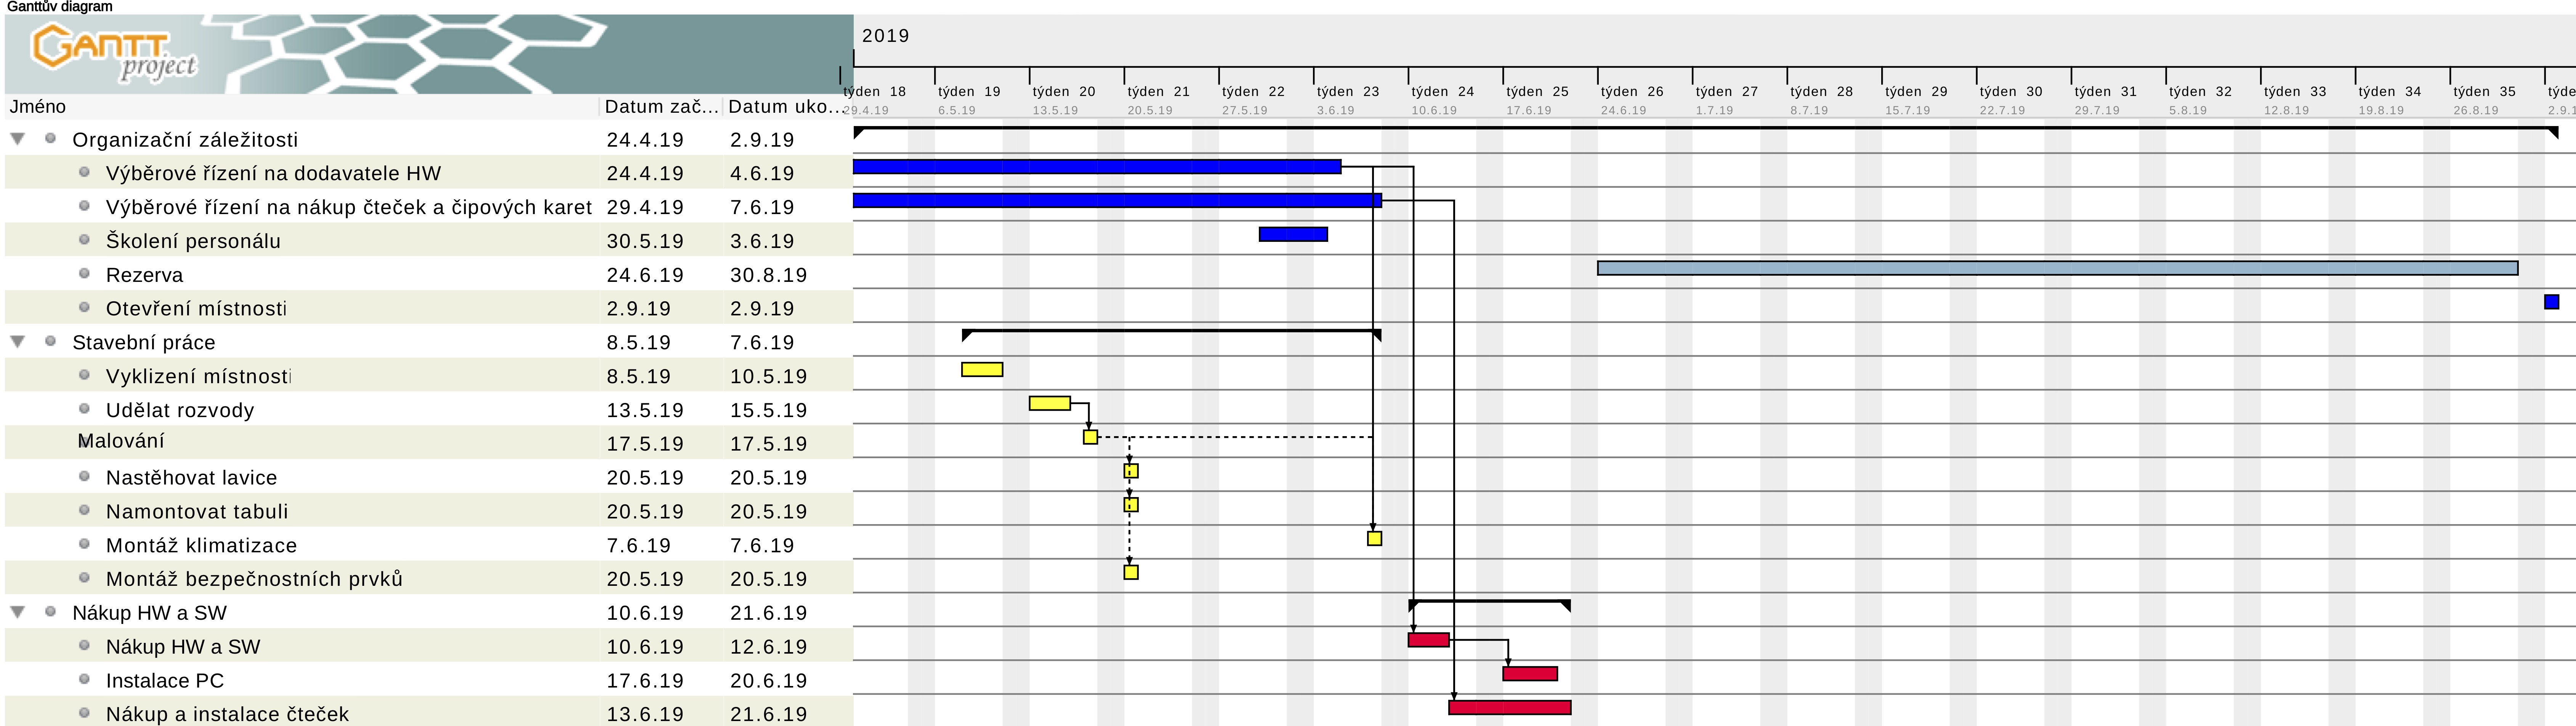 Ganttův diagram
GANTT project
2019
týden 18 týden 19 týden 20 týden 21 týden 22 týden 23 týden 24 týden 25 týden 26 týden 27 týden 28 týden 29 týden 30 týden 31 týden 32 týden 33 týden 34 týden 35 týde
Jméno Datum zač... Datum uko...
29.4.19 6.5.19 13.5.19 20.5.19 27.5.19 3.6.19 10.6.19 17.6.19 24.6.19 1.7.19 8.7.19 15.7.19 22.7.19 29.7.19 5.8.19 12.8.19 19.8.19 26.8.19 2.9.1
Organizační záležitosti 24.4.19 2.9.19
Výběrové řízení na dodavatele HW 24.4.19 4.6.19
Výběrové řízení na nákup čteček a čipových karet 29.4.19 7.6.19
Školení personálu 30.5.19 3.6.19
Rezerva 24.6.19 30.8.19
Otevření místnosti 2.9.19 2.9.19
Stavební práce 8.5.19 7.6.19
Vyklizení místnosti 8.5.19 10.5.19
Udělat rozvody 13.5.19 15.5.19
Malování 17.5.19 17.5.19
Nastěhovat lavice 20.5.19 20.5.19
Namontovat tabuli 20.5.19 20.5.19
Montáž klimatizace 7.6.19 7.6.19
Montáž bezpečnostních prvků 20.5.19 20.5.19
Nákup HW a SW 10.6.19 21.6.19
Nákup HW a SW 10.6.19 12.6.19
Instalace PC 17.6.19 20.6.19
Nákup a instalace čteček 13.6.19 21.6.19